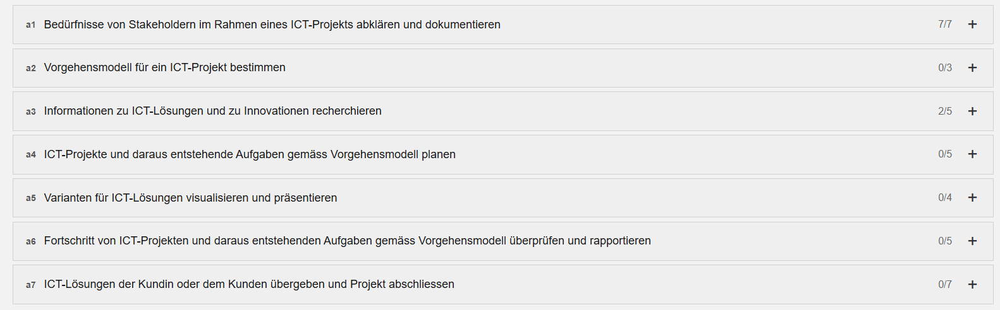 a1 Bedürfnisse von Stakeholdern im Rahmen eines ICT-Projekts abklären und dokumentieren 7/7 +
a2 Vorgehensmodell für ein ICT-Projekt bestimmen 0/3 +
a3 Informationen zu ICT-Lösungen und zu Innovationen recherchieren 2/5 +
a4 ICT-Projekte und daraus entstehende Aufgaben gemäss Vorgehensmodell planen 0/5 +
a5 Varianten für ICT-Lösungen visualisieren und präsentieren 0/4 +
a6 Fortschritt von ICT-Projekten und daraus entstehenden Aufgaben gemäss Vorgehensmodell überprüfen und rapportieren 0/5 +
a7 ICT-Lösungen der Kundin oder dem Kunden übergeben und Projekt abschliessen 0/7 +